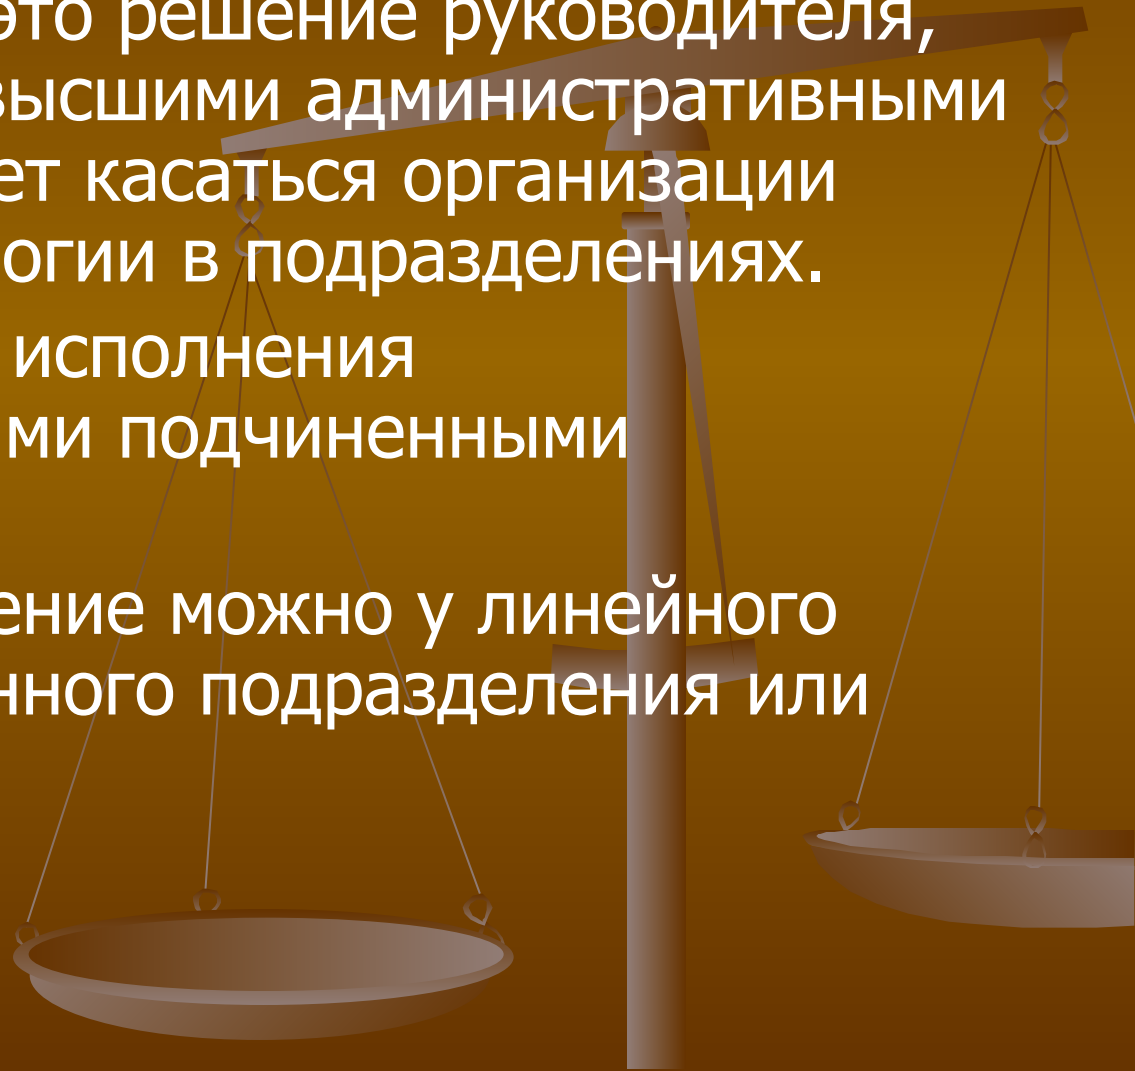 это решение руководителя,
высшими административными
ет касаться организации
огии в подразделениях.
исполнения
ми подчиненными
ение можно у линейного
нного подразделения или